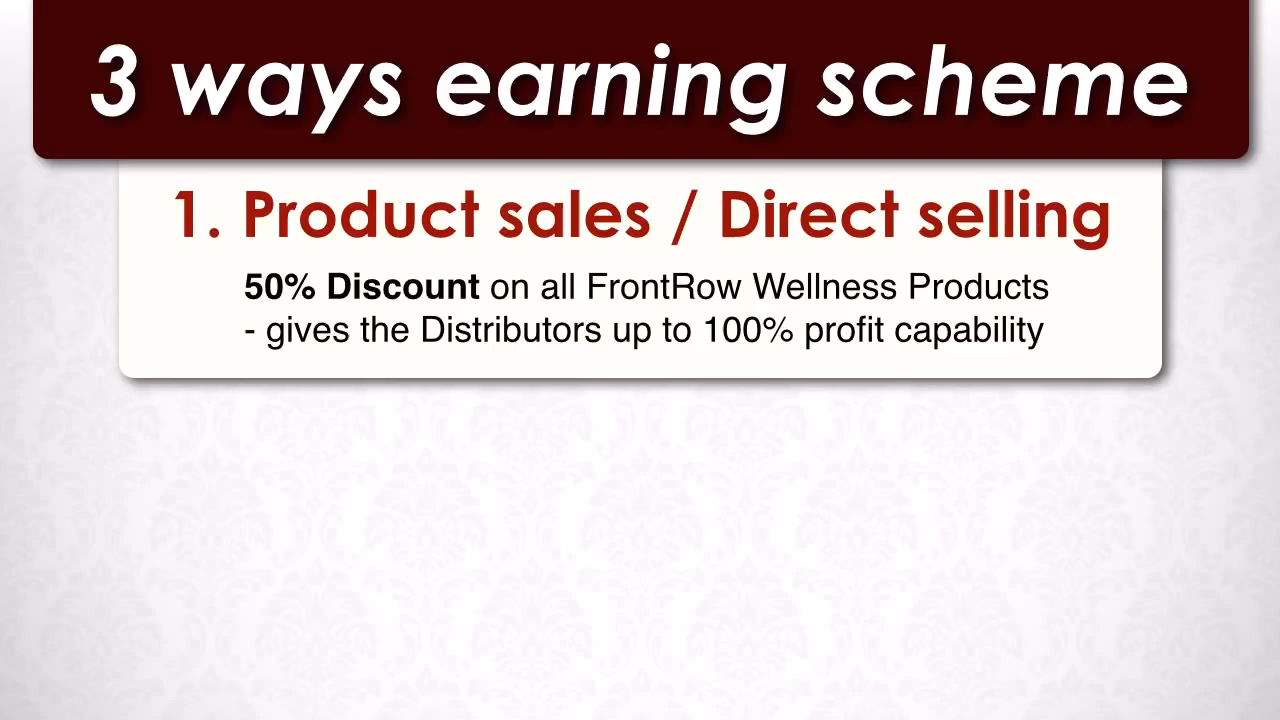 3 ways earning scheme
1. Product sales / Direct selling
50% Discount on all FrontRow Wellness Products
- gives the Distributors up to 100% profit capability